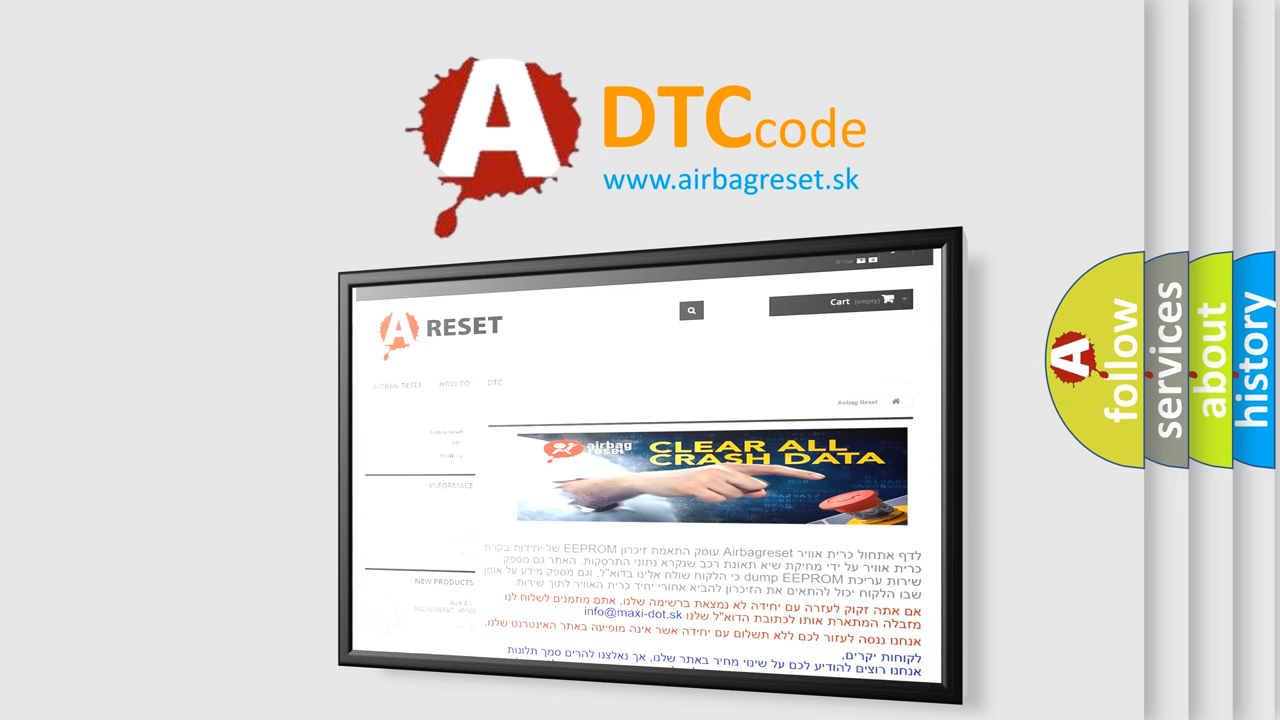 A DTCcode
www.airbagreset.sk
עברית
Cart (empty)
A RESET
AIRBAG RESET HOW TO DTC
Airbag Reset
Airbag Reset
DTC
HOW TO
INFORMACE
NEW PRODUCTS
airbag
reset
CLEAR ALL
CRASH DATA
לדף אתחול כרית אוויר Airbagreset עוסק התאמת זיכרון EEPROM של יחידות בקרת
כרית אוויר על ידי מחיקת שיא תאונת רכב שנקרא נתוני התרסקות. האתר גם מספק
שירות עריכת dump EEPROM כי הלקוח שולח אלינו בדוא"ל, וגם מספק מידע על אופן
שבו הלקוח יכול להתאים את הזיכרון להביא אחורי יחיד כרית האוויר לתוך שירות.
אם אתה זקוק לעזרה עם יחידה לא נמצאת ברשימה שלנו, אתם מוזמנים לשלוח לנו
מזבלה המתארת אותו לכתובת הדוא"ל שלנו info@maxi-dot.sk
אנחנו ננסה לעזור לכם ללא תשלום עם יחידה אשר אינה מופיעה באתר האינטרנט שלנו.
לקוחות יקרים,
אנחנו רוצים להודיע לכם על שינוי מחיר באתר שלנו, אך נאלצנו להרים סמך תלונות
A follow
services
about
history